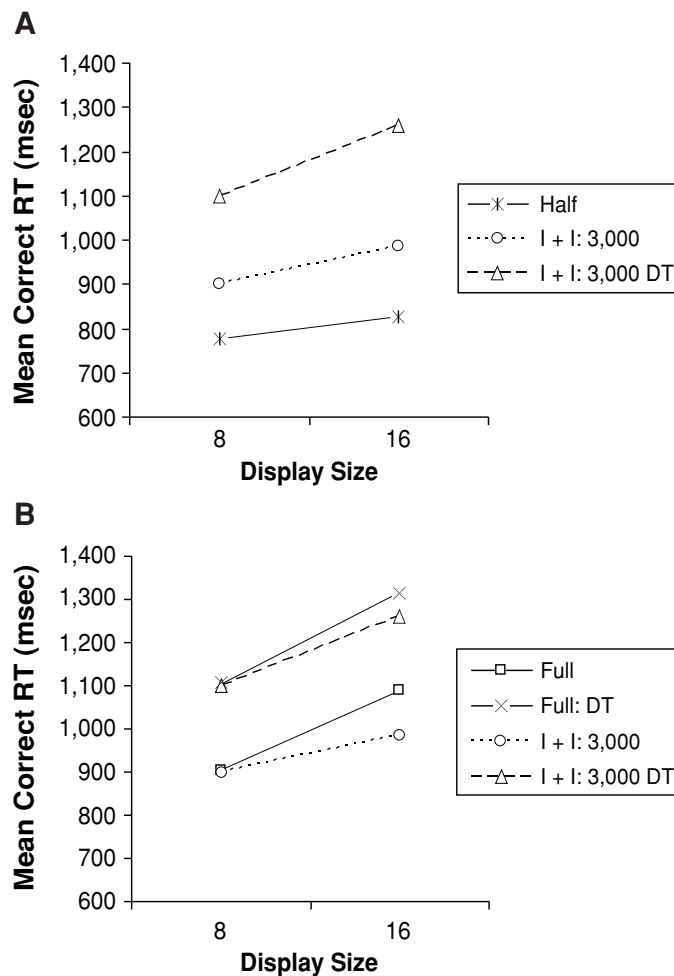 A
Mean Correct RT (msec)
1,400
1,300
1,200
1,100
1,000
900
800
700
600
8 16
Display Size
Half
I + I: 3,000
I + I: 3,000 DT
B
Mean Correct RT (msec)
1,400
1,300
1,200
1,100
1,000
900
800
700
600
8 16
Display Size
Full
Full: DT
I + I: 3,000
I + I: 3,000 DT